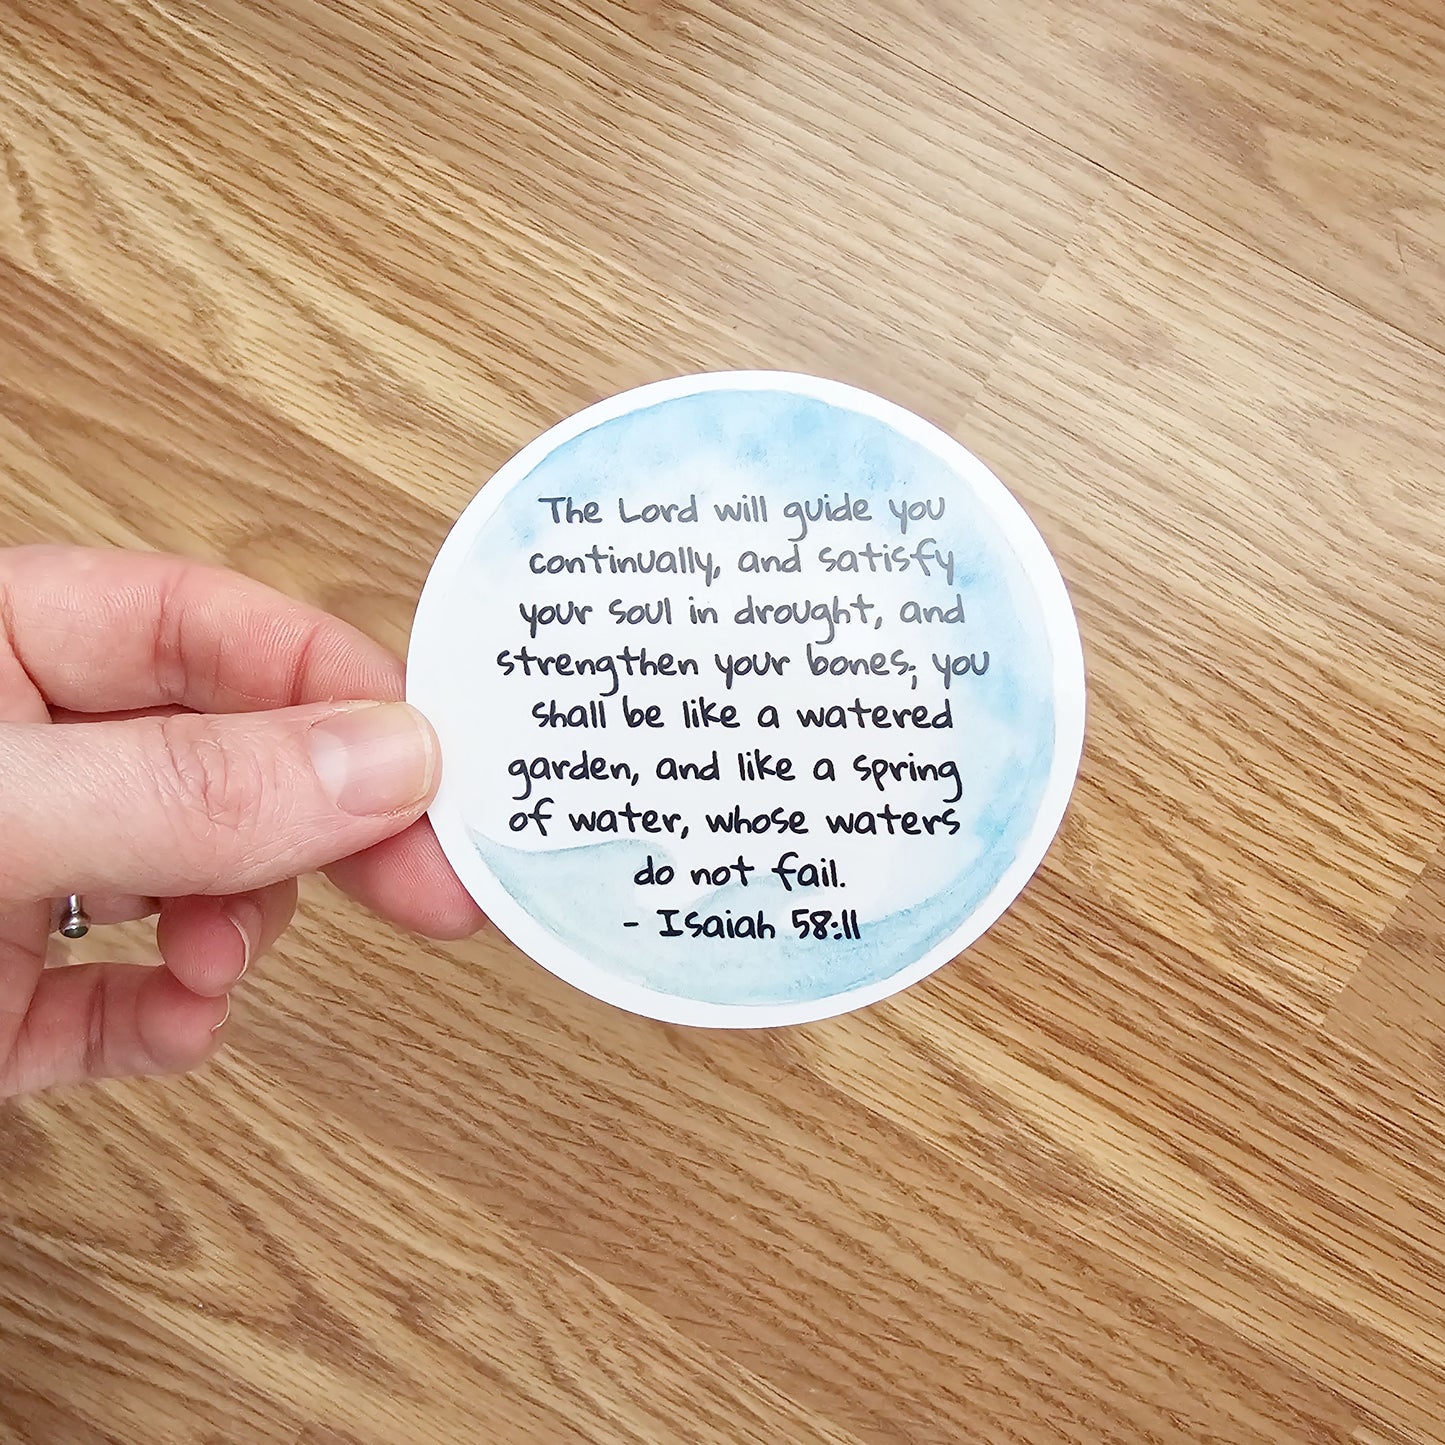 The Lord will guide you
continually, and satisfy
your soul in drought, and
strengthen your bones; you
shall be like a watered
garden, and like a spring
of water, whose waters
do not fail.
- Isaiah 58:11